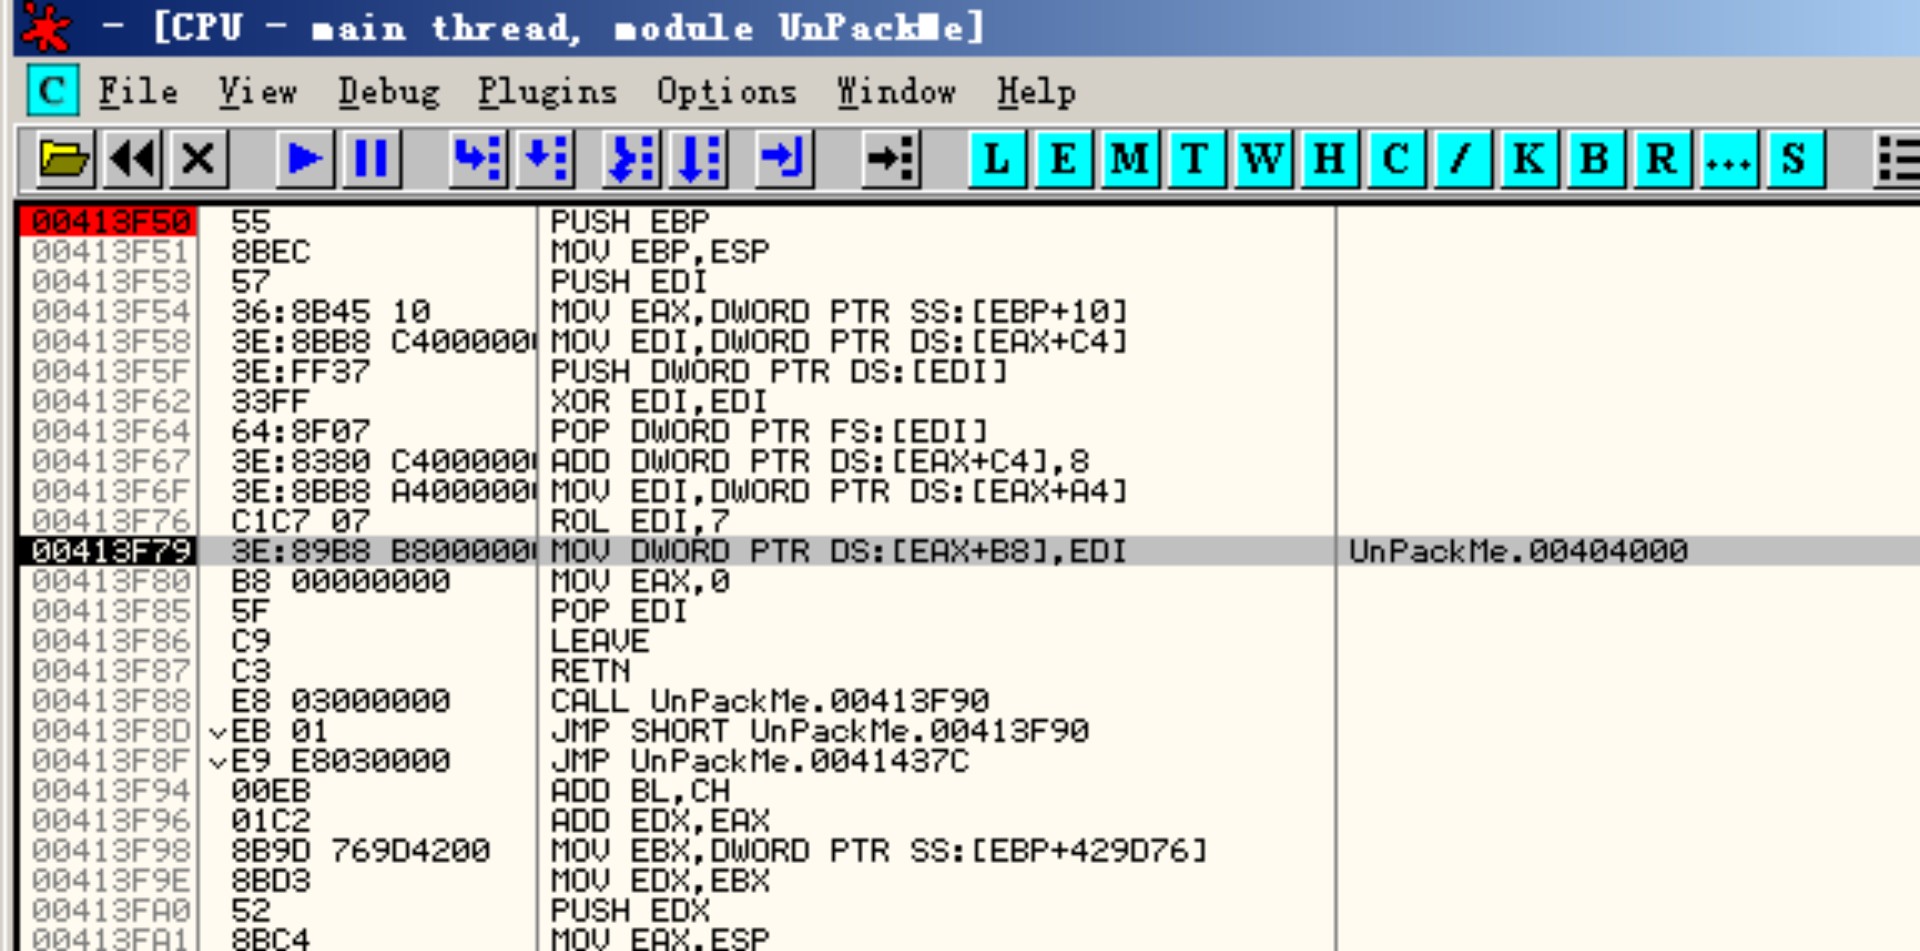 - [CPU - main thread, module UnPackMe]
C File View Debug Plugins Options Window Help
L E M T W H C / K B R ... S
00413F50 55 PUSH EBP
00413F51 8BEC MOV EBP,ESP
00413F53 57 PUSH EDI
00413F54 36:8B45 10 MOV EAX,DWORD PTR SS:[EBP+10]
00413F58 3E:8BB8 C4000000 MOV EDI,DWORD PTR DS:[EAX+C4]
00413F5F 3E:FF37 PUSH DWORD PTR DS:[EDI]
00413F62 33FF XOR EDI,EDI
00413F64 64:8F07 POP DWORD PTR FS:[EDI]
00413F67 3E:8380 C4000000 ADD DWORD PTR DS:[EAX+C4],8
00413F6F 3E:8BB8 A4000000 MOV EDI,DWORD PTR DS:[EAX+A4]
00413F76 C1C7 07 ROL EDI,7
00413F79 3E:89B8 B8000000 MOV DWORD PTR DS:[EAX+B8],EDI UnPackMe.00404000
00413F80 B8 00000000 MOV EAX,0
00413F85 5F POP EDI
00413F86 C9 LEAVE
00413F87 C3 RETN
00413F88 E8 03000000 CALL UnPackMe.00413F90
00413F8D EB 01 JMP SHORT UnPackMe.00413F90
00413F8F E9 E8030000 JMP UnPackMe.0041437C
00413F94 00EB ADD BL,CH
00413F96 01C2 ADD EDX,EAX
00413F98 8B9D 769D4200 MOV EBX,DWORD PTR SS:[EBP+429D76]
00413F9E 8BD3 MOV EDX,EBX
00413FA0 52 PUSH EDX
00413FA1 8BC4 MOV EAX,ESP